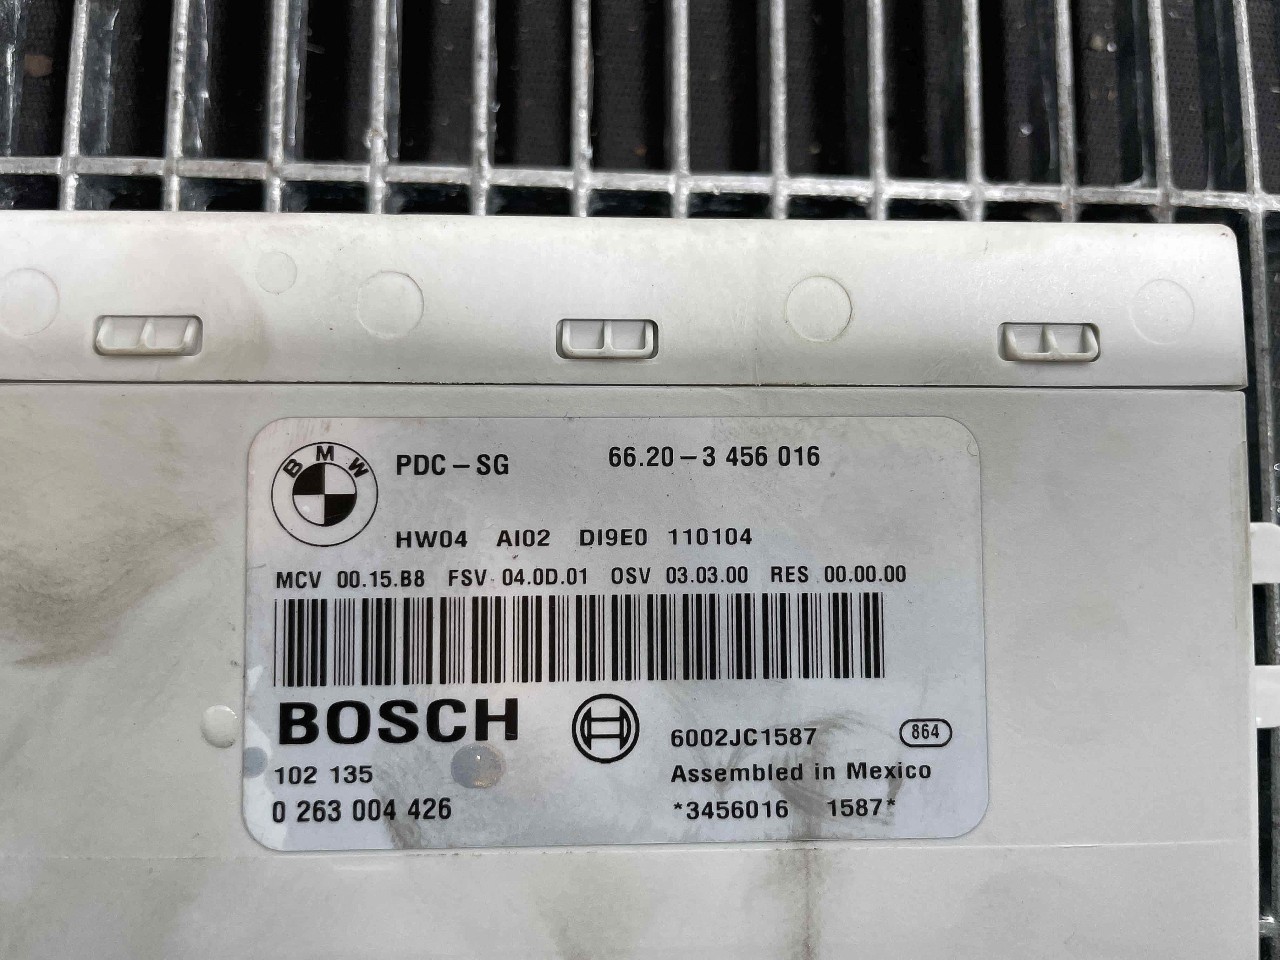 BMW
PDC-SG 66.20-3 456 016
HW04 AI02 DI9E0 110104
MCV 00.15.B8 FSV 04.0D.01 OSV 03.03.00 RES 00.00.00
BOSCH
6002JC1587 864
102 135 Assembled in Mexico
0 263 004 426 *3456016 1587*